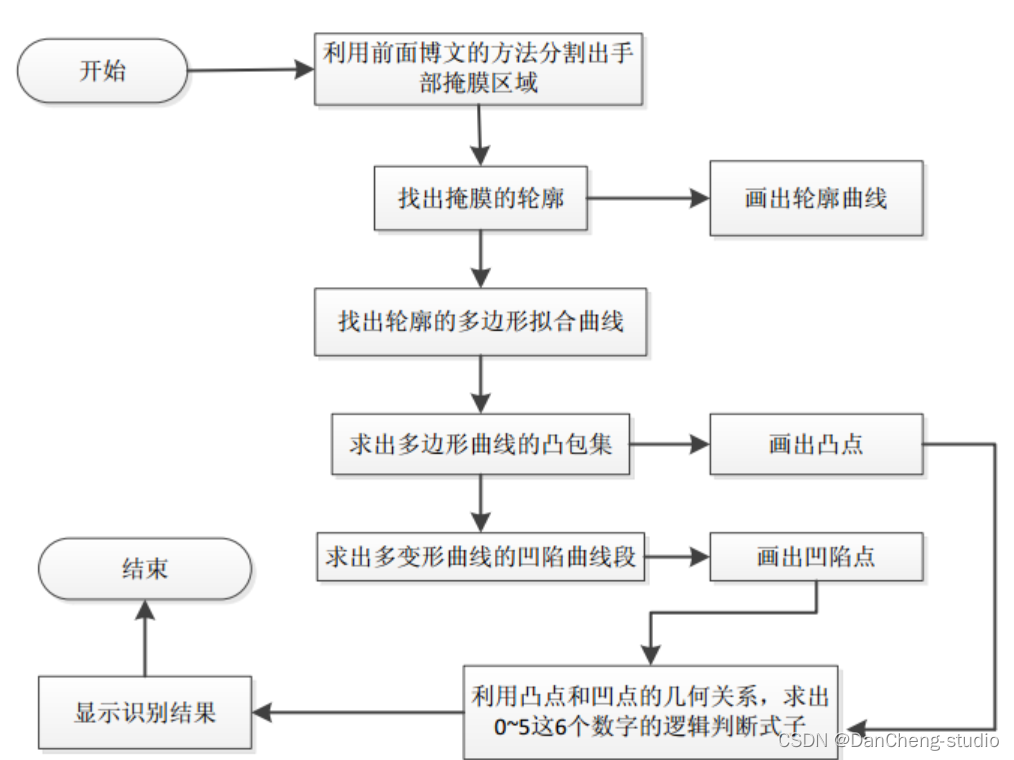 开始
利用前面博文的方法分割出手
部掩膜区域
找出掩膜的轮廓
画出轮廓曲线
找出轮廓的多边形拟合曲线
求出多边形曲线的凸包集
画出凸点
求出多变形曲线的凹陷曲线段
画出凹陷点
结束
利用凸点和凹点的几何关系，求出
0~5这6个数字的逻辑判断式子
显示识别结果
CSDN @DanCheng-studio